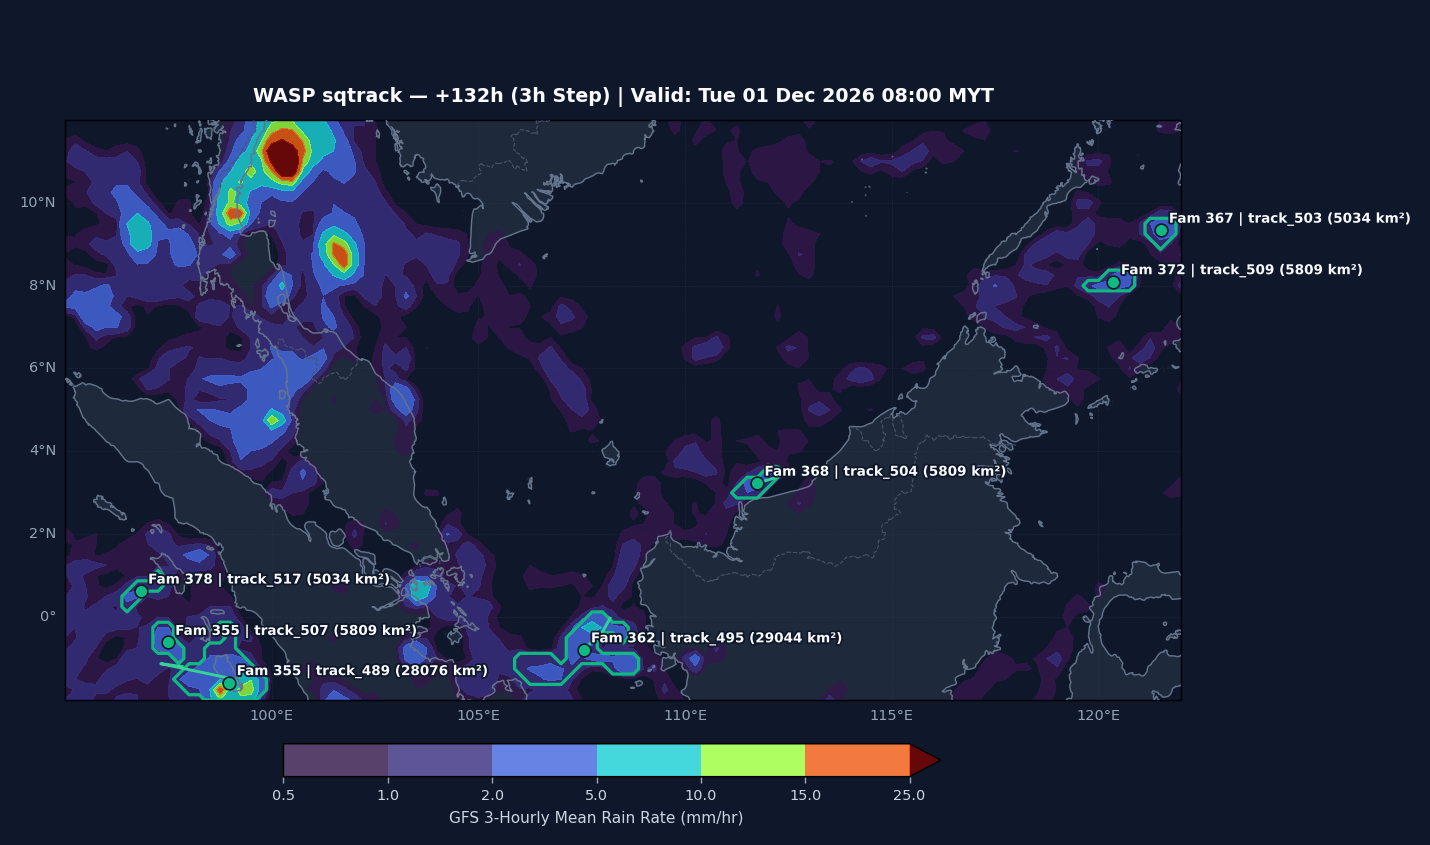 WASP sqtrack — +132h (3h Step) | Valid: Tue 01 Dec 2026 08:00 MYT
10°N
8°N
6°N
4°N
2°N
0°
Fam 367 | track_503 (5034 km²)
Fam 372 | track_509 (5809 km²)
Fam 368 | track_504 (5809 km²)
Fam 378 | track_517 (5034 km²)
Fam 355 | track_507 (5809 km²)
Fam 362 | track_495 (29044 km²)
Fam 355 | track_489 (28076 km²)
100°E 105°E 110°E 115°E 120°E
0.5 1.0 2.0 5.0 10.0 15.0 25.0
GFS 3-Hourly Mean Rain Rate (mm/hr)